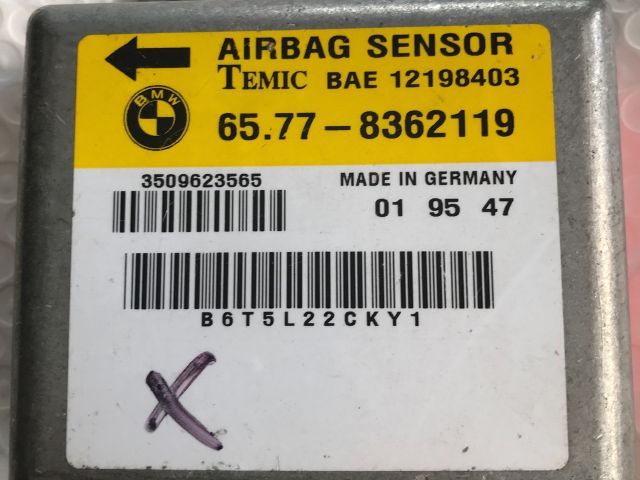 AIRBAG SENSOR
TEMIC BAE 12198403
BMW
65.77-8362119
3509623565
MADE IN GERMANY
01 95 47
B6T5L22CKY1
X